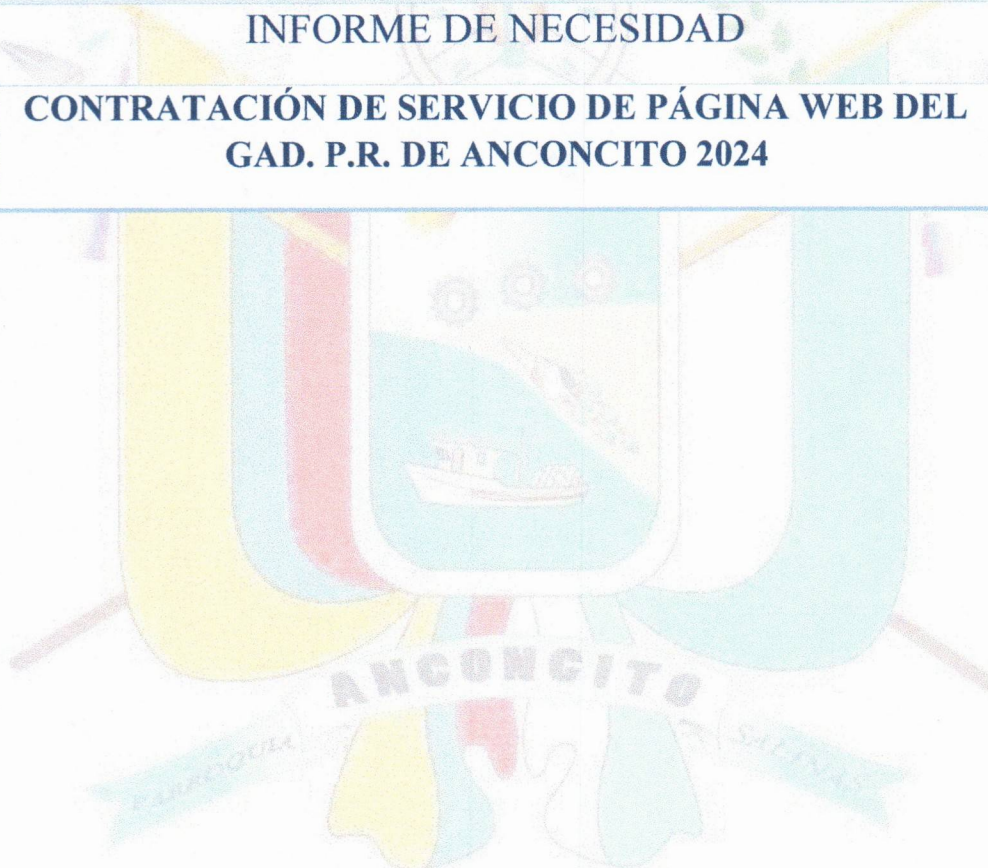 INFORME DE NECESIDAD
CONTRATACIÓN DE SERVICIO DE PÁGINA WEB DEL
GAD. P.R. DE ANCONCITO 2024
ANCONCITO
PARROQUIA
SALINAS